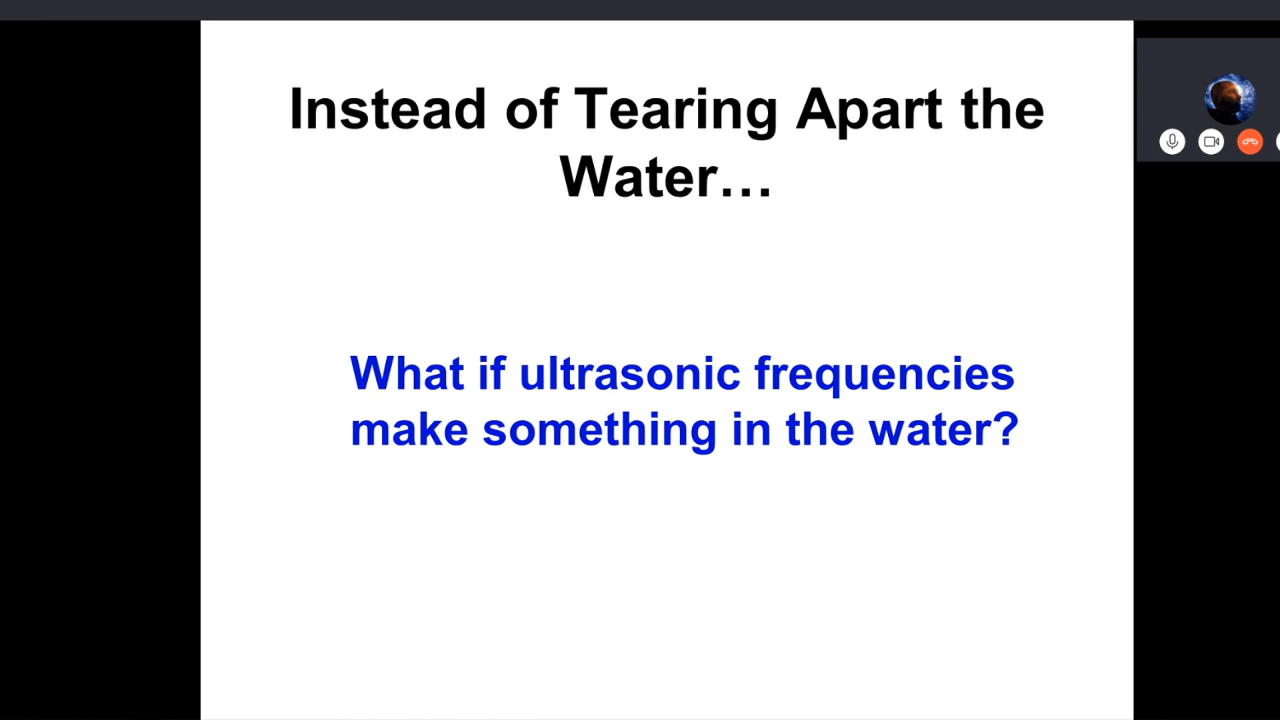 Instead of Tearing Apart the
Water…
What if ultrasonic frequencies
make something in the water?